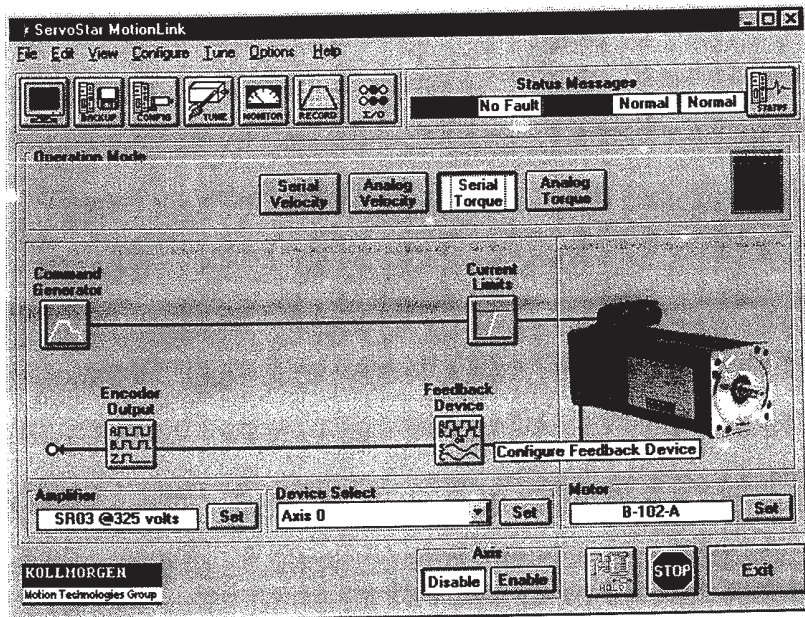 ServoStar MotionLink
File Edit View Configure Tune Options Help
BACKUP CONFIG TUNE MONITOR RECORD I/O
Status Messages
No Fault Normal Normal
STATUS
Operation Mode
Serial Velocity
Analog Velocity
Serial Torque
Analog Torque
Command Generator
Current Limits
Encoder Output
Feedback Device
Configure Feedback Device
Amplifier
SR03 @325 volts Set
Device Select
Axis 0 Set
Motor
B-102-A Set
KOLLMORGEN
Motion Technologies Group
Axis
Disable Enable
STOP
Exit